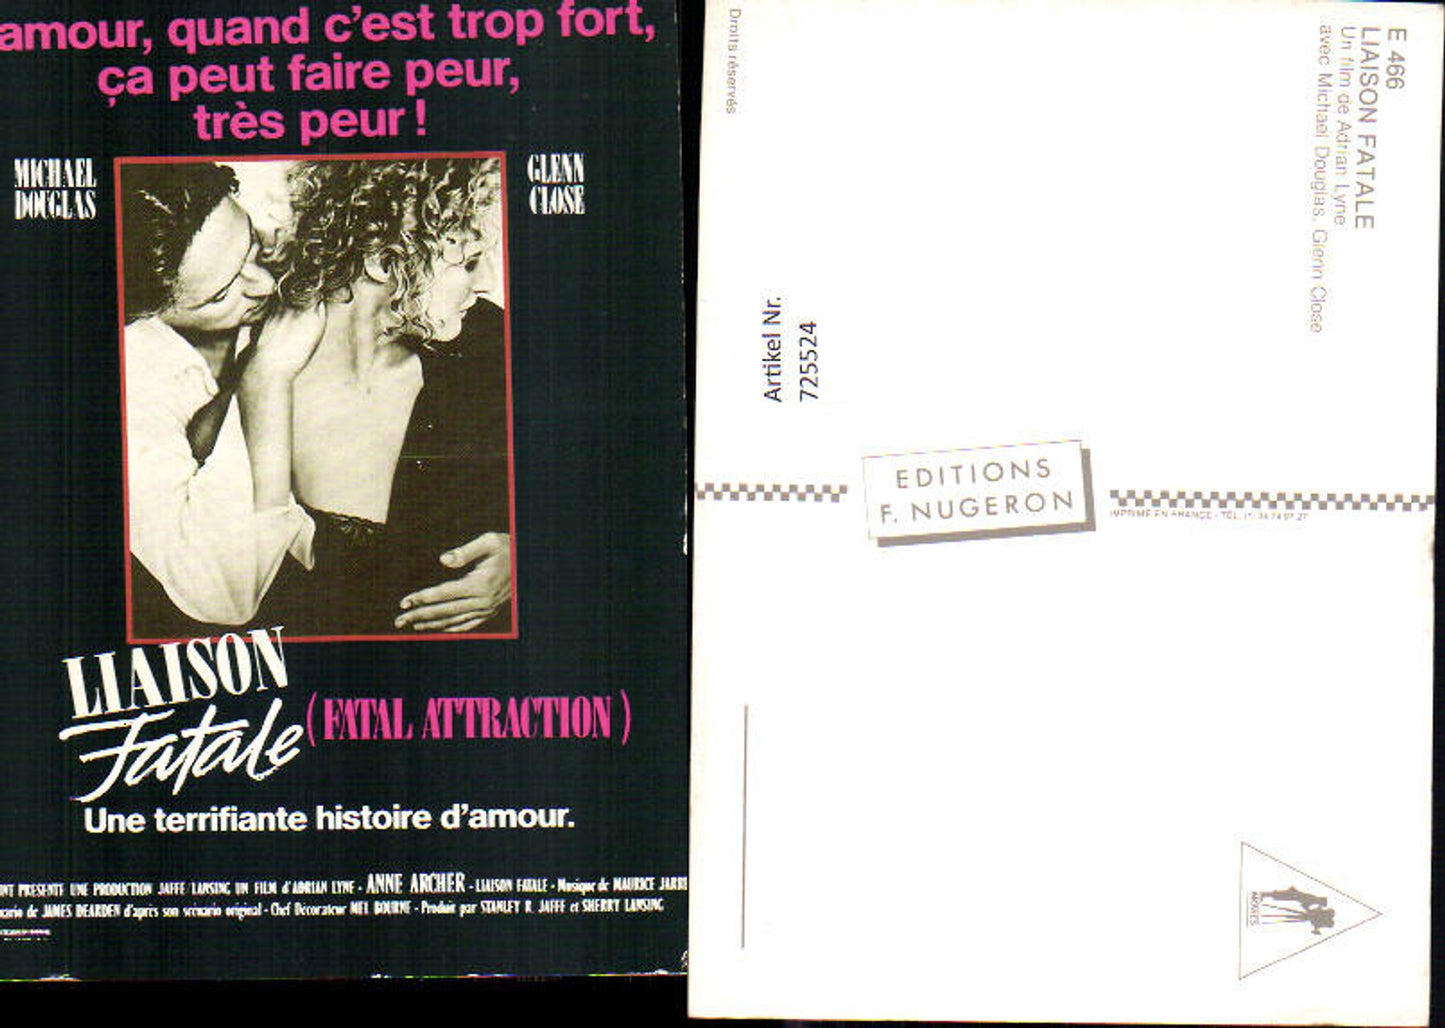 amour, quand c'est trop fort,
ça peut faire peur,
très peur !
MICHAEL
DOUGLAS
GLENN
CLOSE
LIAISON
Fatale
(FATAL ATTRACTION)
Une terrifiante histoire d'amour.
PRESENTE UNE PRODUCTION JAFFE/LANSING UN FILM d'ADRIAN LYNE - ANNE ARCHER - LIAISON FATALE - Musique de MAURICE JARRE
de JAMES DEARDEN d'après son scénario original - Chef Décorateur MEL BOURNE - Produit par STANLEY R. JAFFE et SHERRY LANSING
Droits réservés
E 466
LIAISON FATALE
Un film de Adrian Lyne
avec Michael Douglas, Glenn Close
Artikel Nr.
725524
EDITIONS
F. NUGERON
IMPRIME EN FRANCE - TEL.